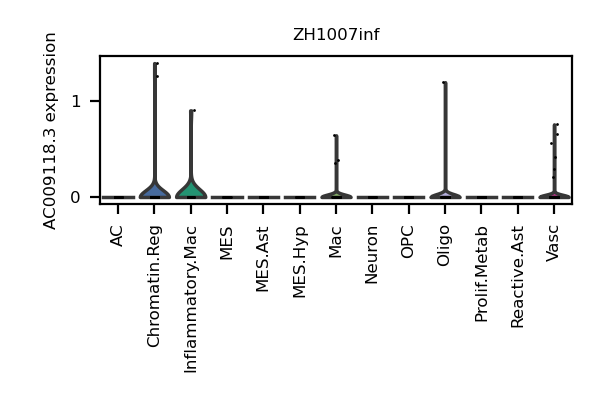 ZH1007inf
AC009118.3 expression
1
0
AC
Chromatin.Reg
Inflammatory.Mac
MES
MES.Ast
MES.Hyp
Mac
Neuron
OPC
Oligo
Prolif.Metab
Reactive.Ast
Vasc